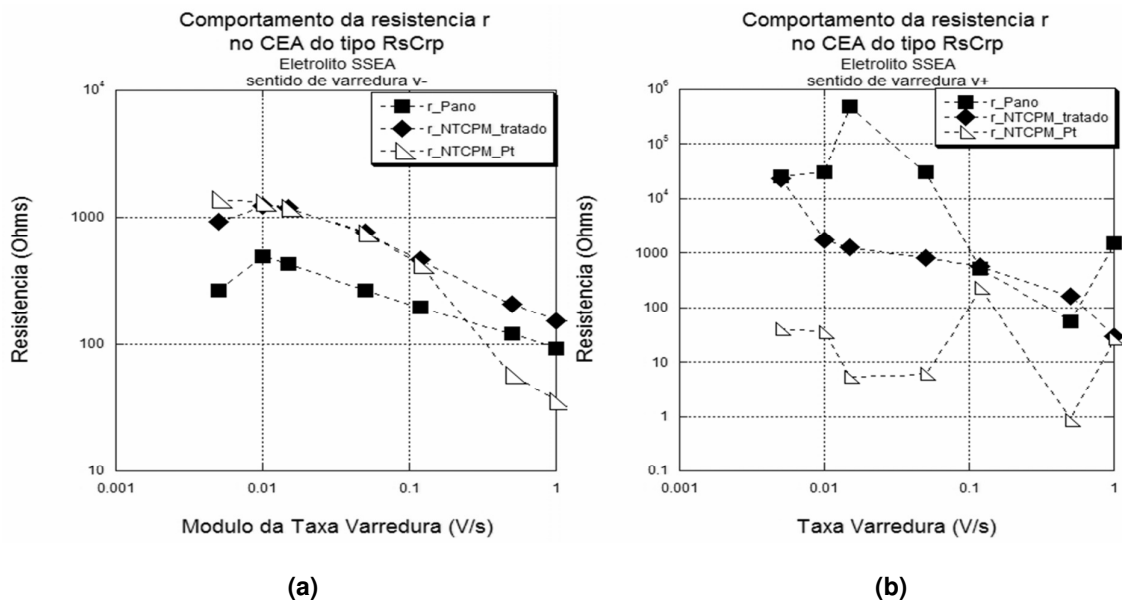 Comportamento da resistencia r
no CEA do tipo RsCrp
Eletrolito SSEA
sentido de varredura v-
r_Pano
r_NTCPM_tratado
r_NTCPM_Pt
10⁴
1000
100
10
0.001
0.01
0.1
1
Resistencia (Ohms)
Modulo da Taxa Varredura (V/s)
(a)
Comportamento da resistencia r
no CEA do tipo RsCrp
Eletrolito SSEA
sentido de varredura v+
r_Pano
r_NTCPM_tratado
r_NTCPM_Pt
10⁶
10⁵
10⁴
1000
100
10
1
0.1
0.001
0.01
0.1
1
Resistencia (Ohms)
Taxa Varredura (V/s)
(b)